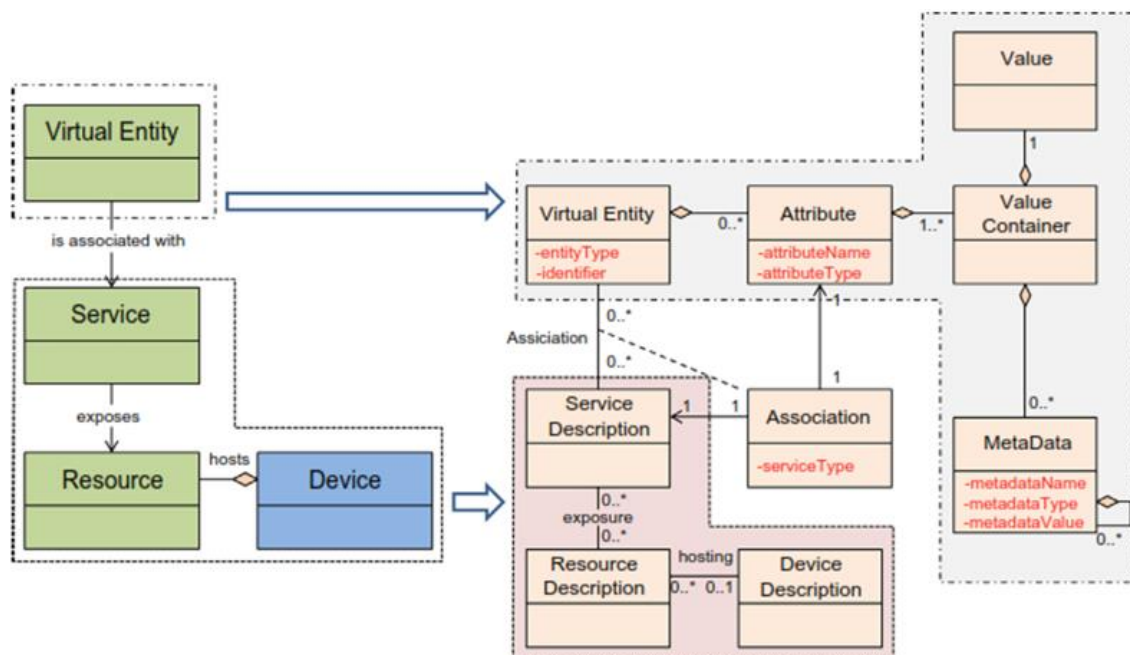 Virtual Entity
is associated with
Service
exposes
Resource
hosts
Device
Value
1
Virtual Entity
-entityType
-identifier
0..*
Attribute
-attributeName
-attributeType
1..*
Value
Container
1
0..*
Assiciation
0..*
Service
Description
1
1
1
Association
-serviceType
0..*
MetaData
-metadataName
-metadataType
-metadataValue
0..*
0..*
exposure
0..*
Resource
Description
hosting
0..*
0..1
Device
Description